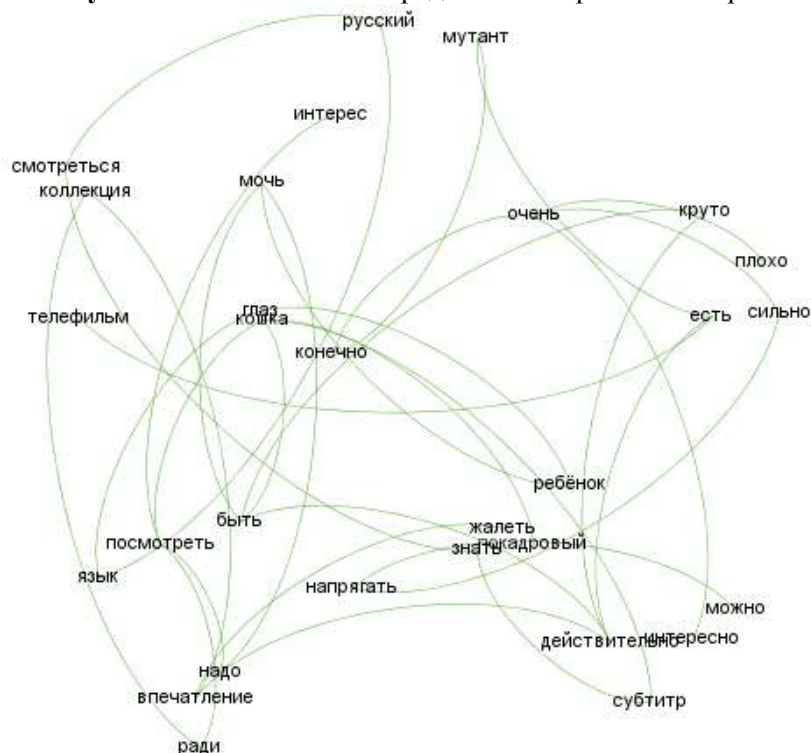 русский
мутант
интерес
смотреться
мочь
коллекция
очень
круто
плохо
глаз
телефильм
кошка
есть
сильно
конечно
ребёнок
быть
жалеть
посмотреть
знать
покадровый
язык
напрягать
можно
действительно
интересно
надо
впечатление
субтитр
ради